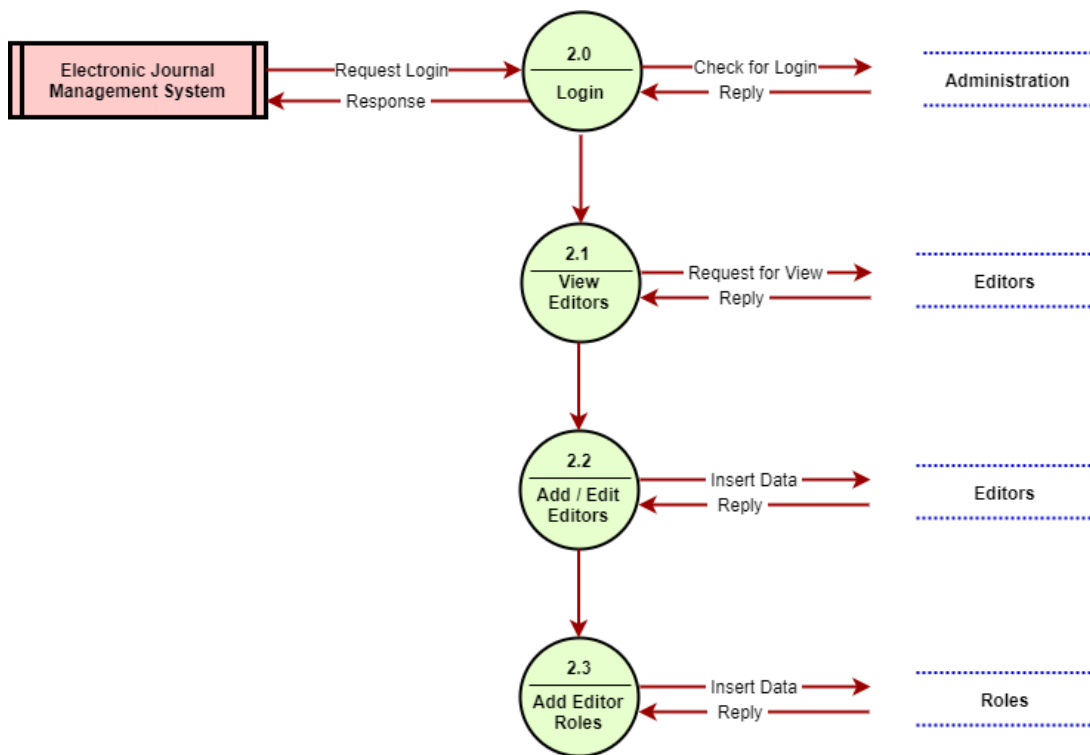 2.0
Electronic Journal
Management System
Request Login
Response
Login
Check for Login
Reply
Administration
2.1
View
Editors
Request for View
Reply
Editors
2.2
Add / Edit
Editors
Insert Data
Reply
Editors
2.3
Add Editor
Roles
Insert Data
Reply
Roles